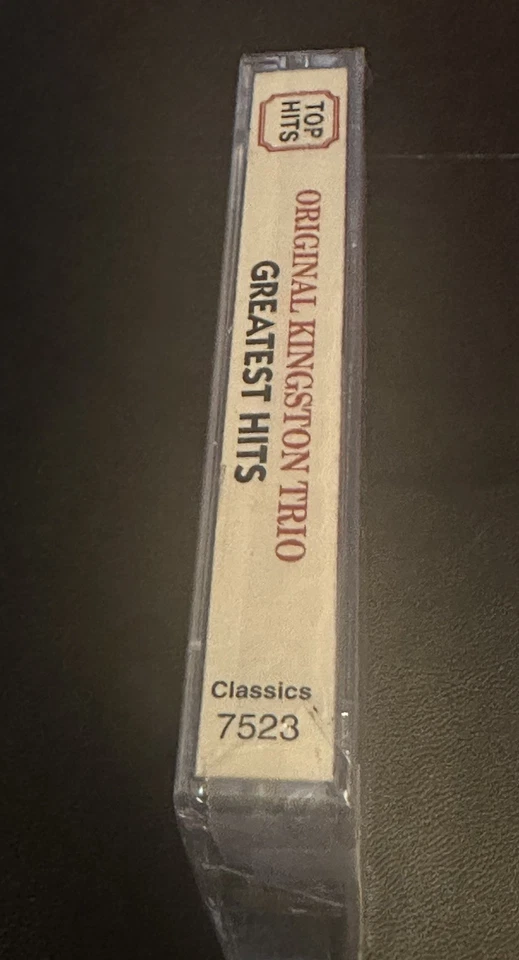 TOP
HITS
ORIGINAL KINGSTON TRIO
GREATEST HITS
Classics
7523